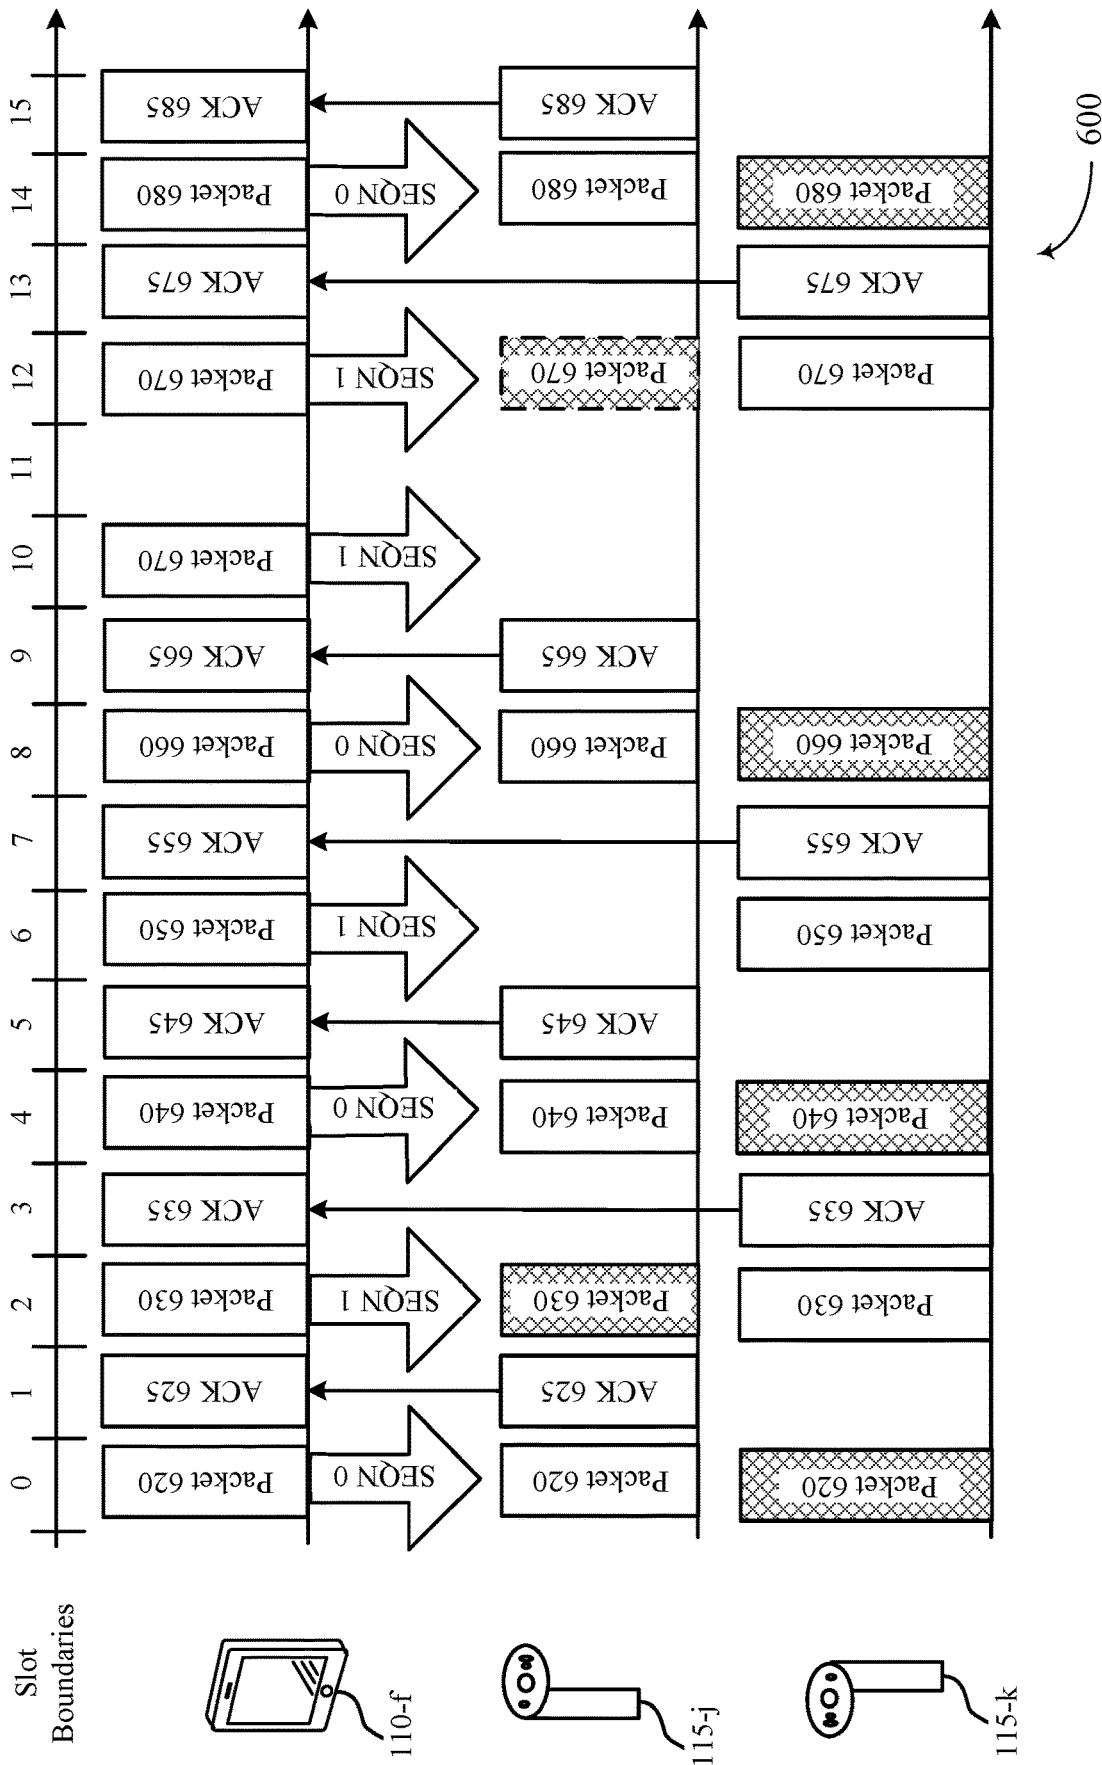 Slot
Boundaries
0
1
2
3
4
5
6
7
8
9
10
11
12
13
14
15
110-f
Packet 620
ACK 625
Packet 630
ACK 635
Packet 640
ACK 645
Packet 650
ACK 655
Packet 660
ACK 665
Packet 670
Packet 670
ACK 675
Packet 680
ACK 685
SEQN 0
SEQN 1
SEQN 0
SEQN 1
SEQN 0
SEQN 1
SEQN 1
SEQN 0
115-j
Packet 620
ACK 625
Packet 630
Packet 640
ACK 645
Packet 660
ACK 665
Packet 670
Packet 680
ACK 685
115-k
Packet 620
Packet 630
ACK 635
Packet 640
Packet 650
ACK 655
Packet 660
Packet 670
ACK 675
Packet 680
600